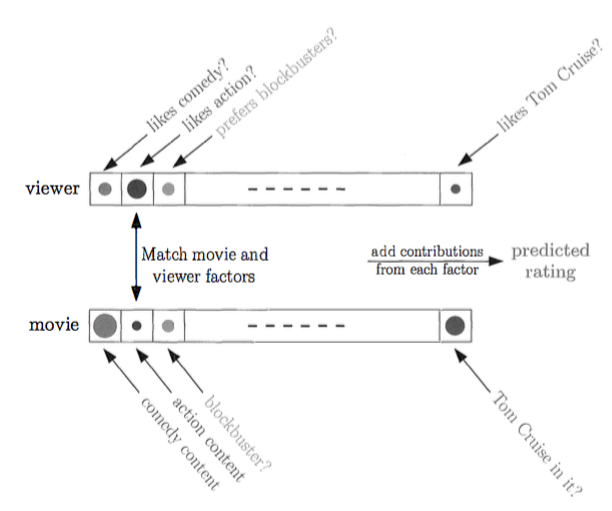 likes comedy?
likes action?
prefers blockbusters?
likes Tom Cruise?
viewer
Match movie and
viewer factors
add contributions
from each factor
predicted
rating
movie
comedy content
action content
blockbuster?
Tom Cruise in it?